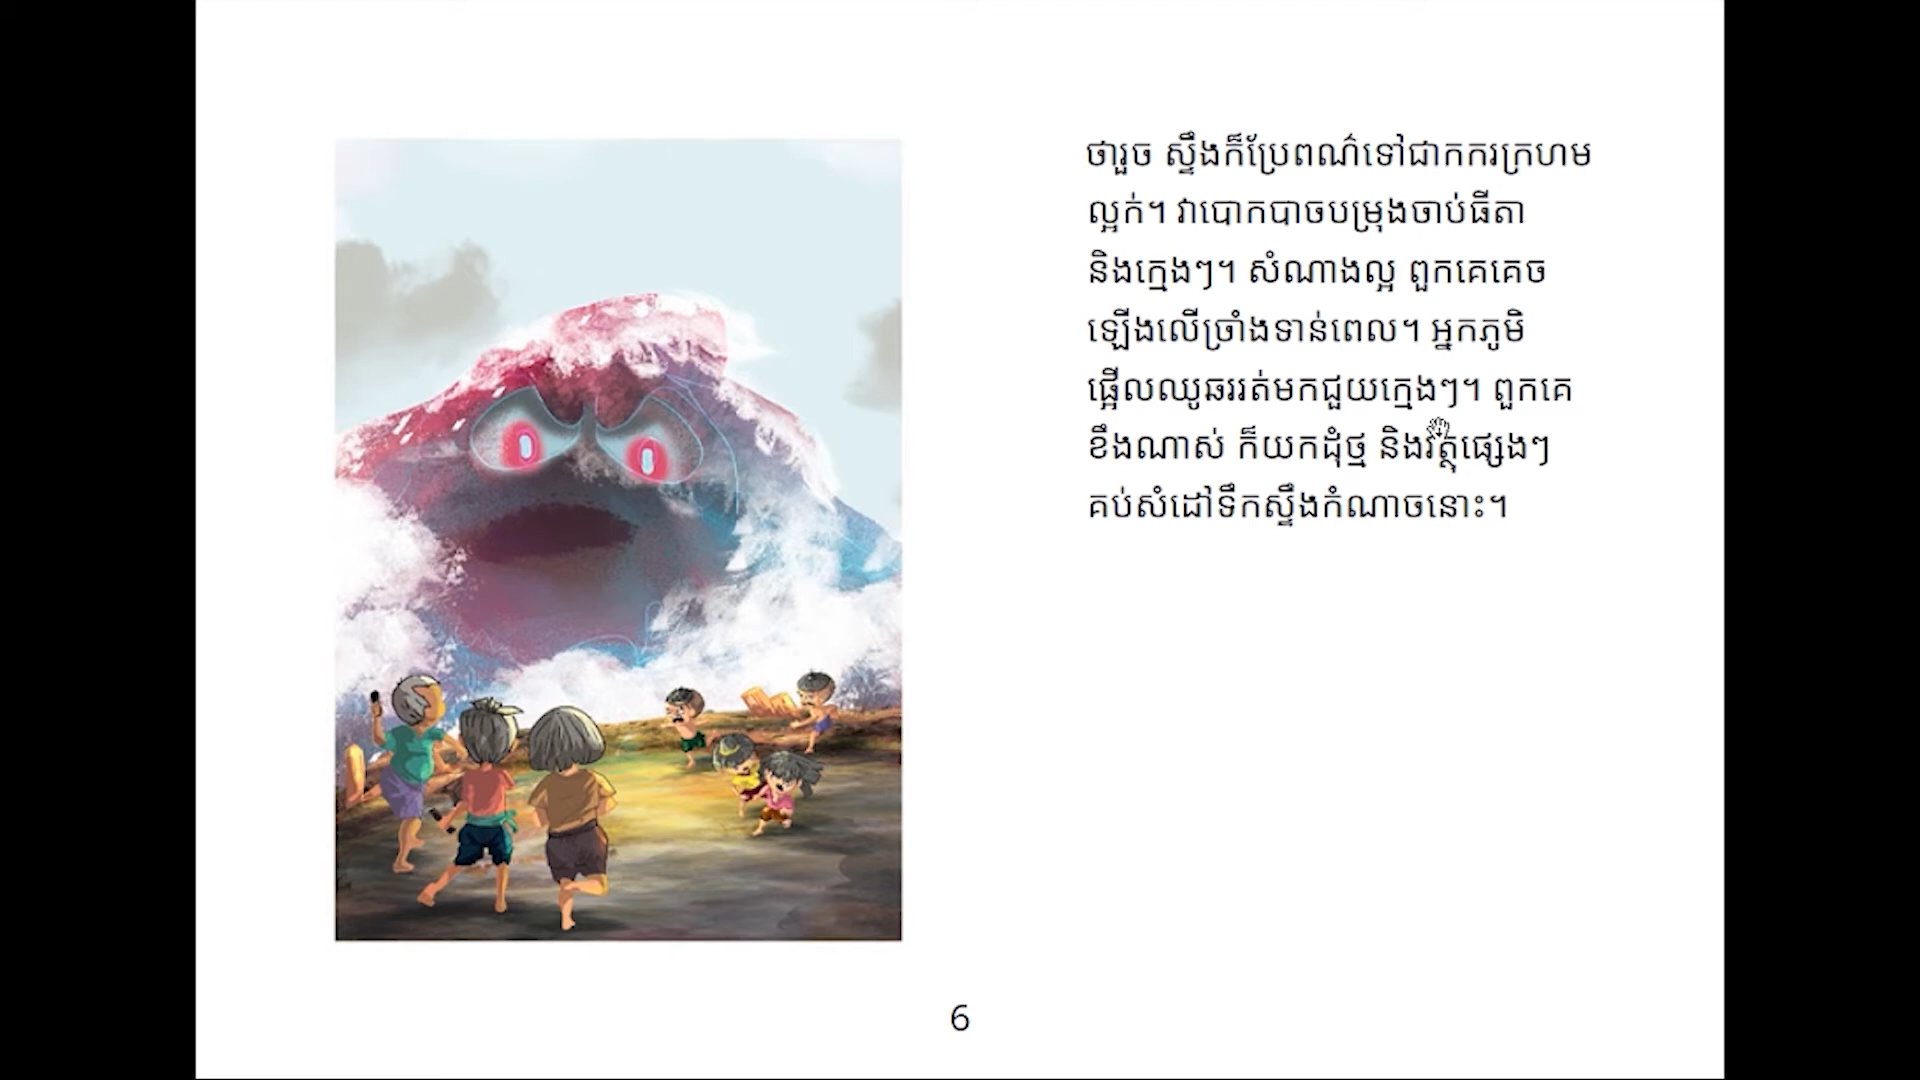 ថារួច ស្ទឹងក៏ប្រែពណ៌ទៅជាកករក្រហម
ល្អក់។ វាបោកបាចបម្រុងចាប់ធីតា
និងក្មេងៗ។ សំណាងល្អ ពួកគេគេច
ឡើងលើច្រាំងទាន់ពេល។ អ្នកភូមិ
ផ្អើលឈូឆររត់មកជួយក្មេងៗ។ ពួកគេ
ខឹងណាស់ ក៏យកដុំថ្ម និងវត្ថុផ្សេងៗ
គប់សំដៅទឹកស្ទឹងកំណាចនោះ។
6